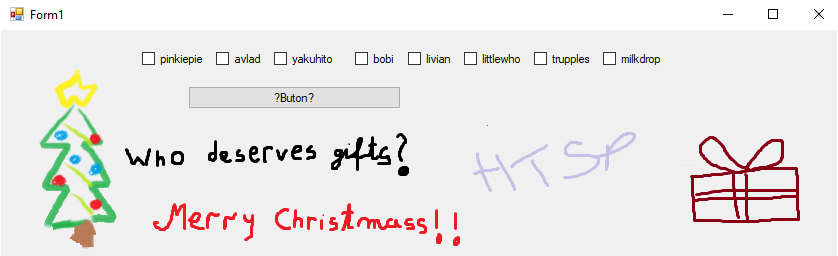 Form1
pinkiepie avlad yakuhito bobi livian littlewho trupples milkdrop
?Buton?
Who deserves gifts?
HTSP
Merry Christmass!!